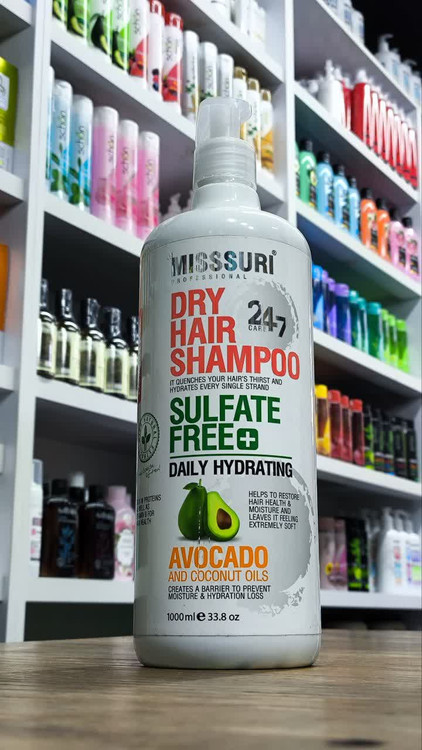 MISSSURI®
PROFESSIONAL
DRY
HAIR
SHAMPOO
24-7
CARE
IT QUENCHES YOUR HAIR'S THIRST AND
HYDRATES EVERY SINGLE STRAND
SULFATE
FREE+
DAILY HYDRATING
HELPS TO RESTORE
HAIR HEALTH &
MOISTURE AND
LEAVES IT FEELING
EXTREMELY SOFT
AVOCADO
AND COCONUT OILS
CREATES A BARRIER TO PREVENT
MOISTURE & HYDRATION LOSS
1000 ml ℮ 33.8 oz